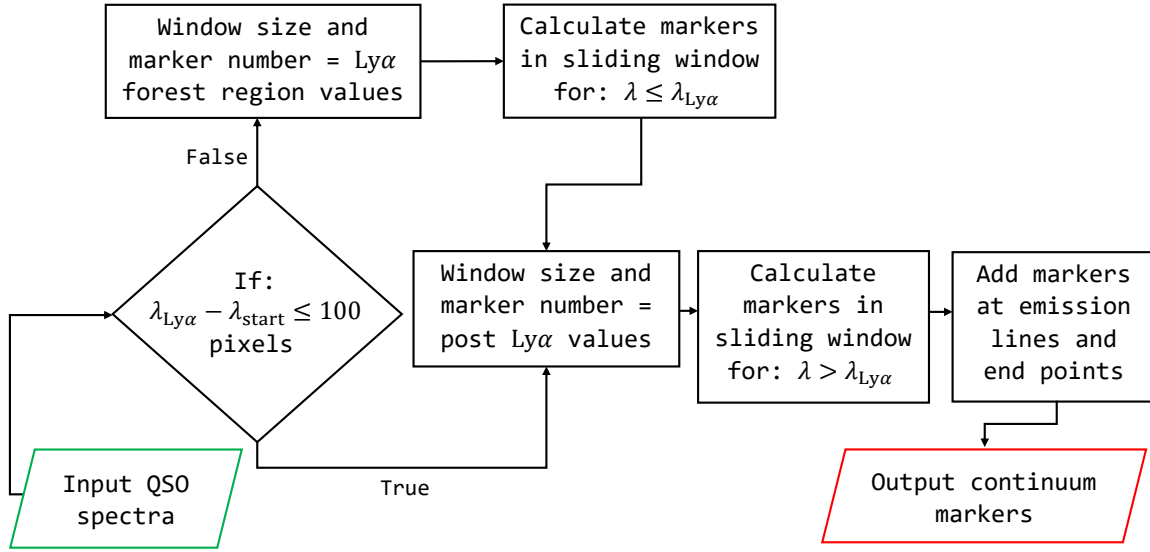 Window size and
marker number = Lyα
forest region values
Calculate markers
in sliding window
for: λ ≤ λ_Lyα
False
If:
λ_Lyα − λ_start ≤ 100
pixels
Window size and
marker number =
post Lyα values
Calculate
markers in
sliding window
for: λ > λ_Lyα
Add markers
at emission
lines and
end points
True
Input QSO
spectra
Output continuum
markers